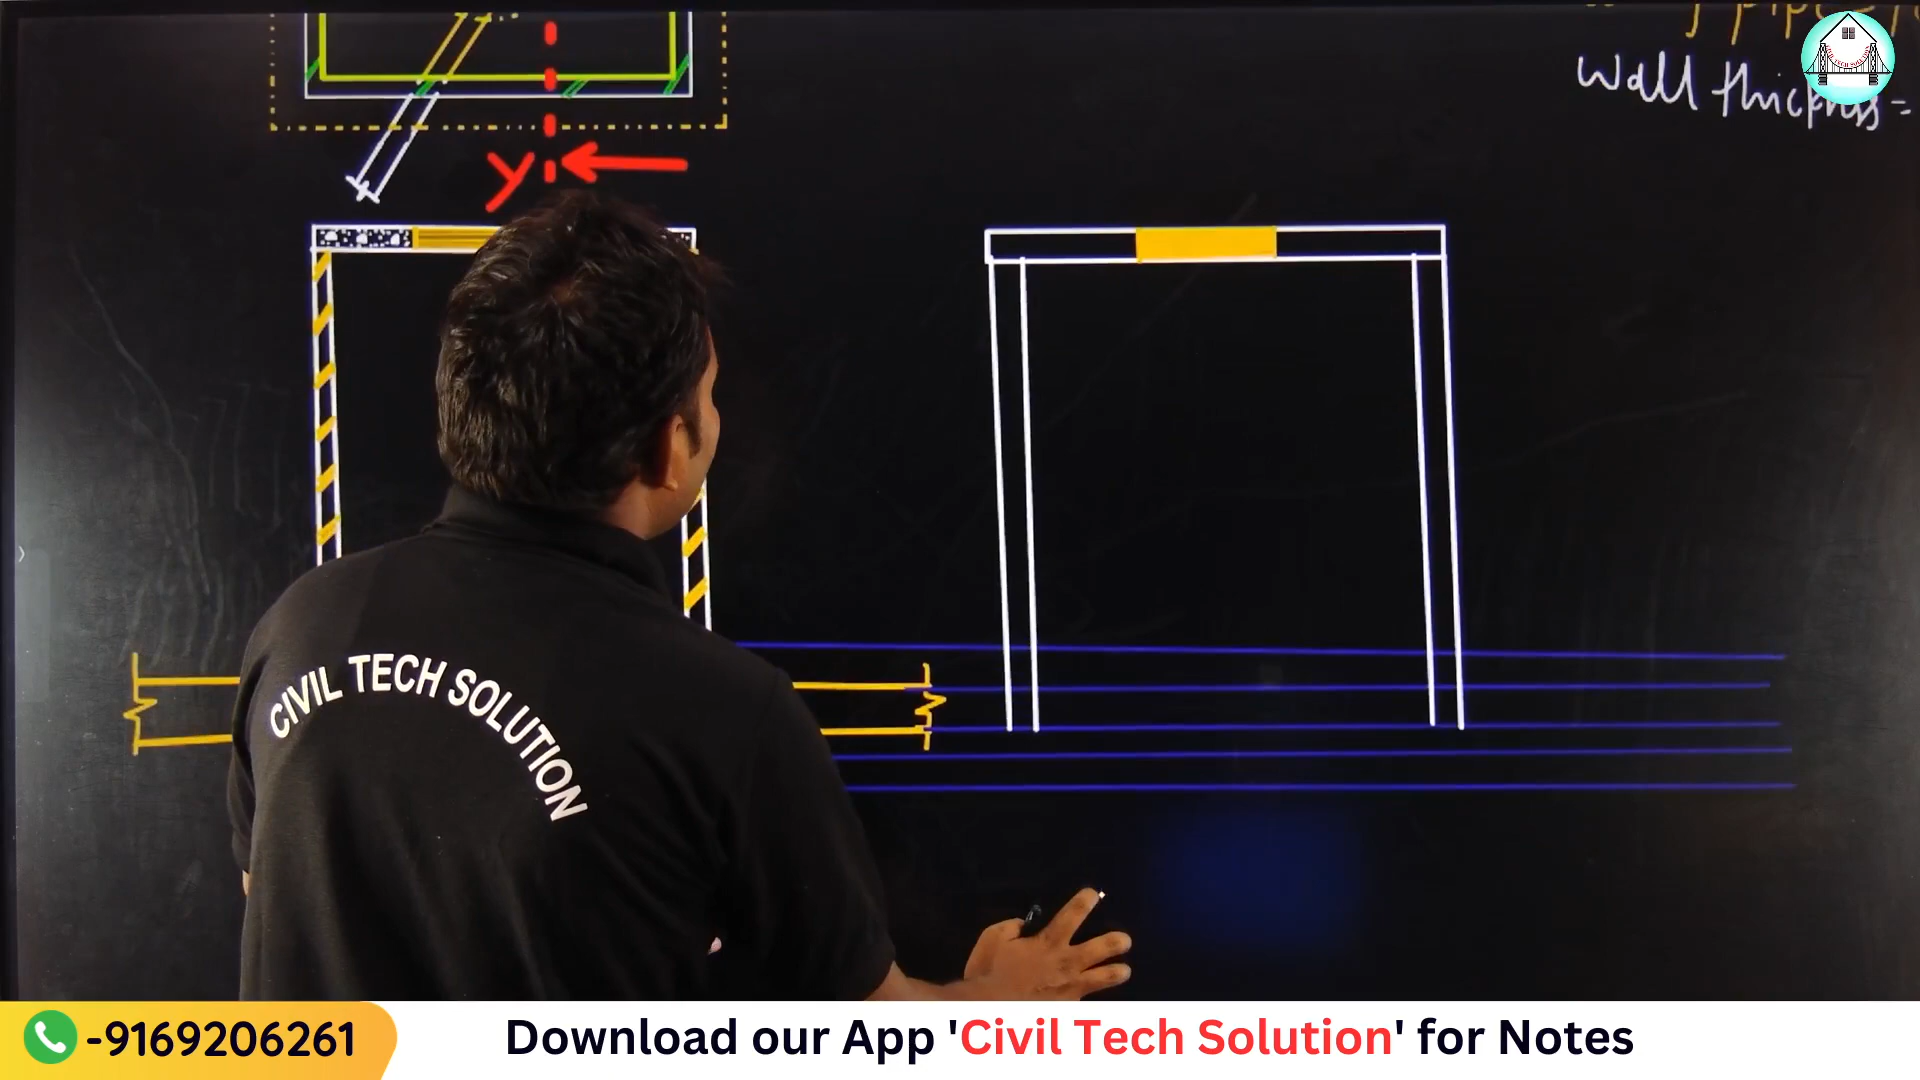 wall thickness =
Y
CIVIL TECH SOLUTION
-9169206261
Download our App 'Civil Tech Solution' for Notes